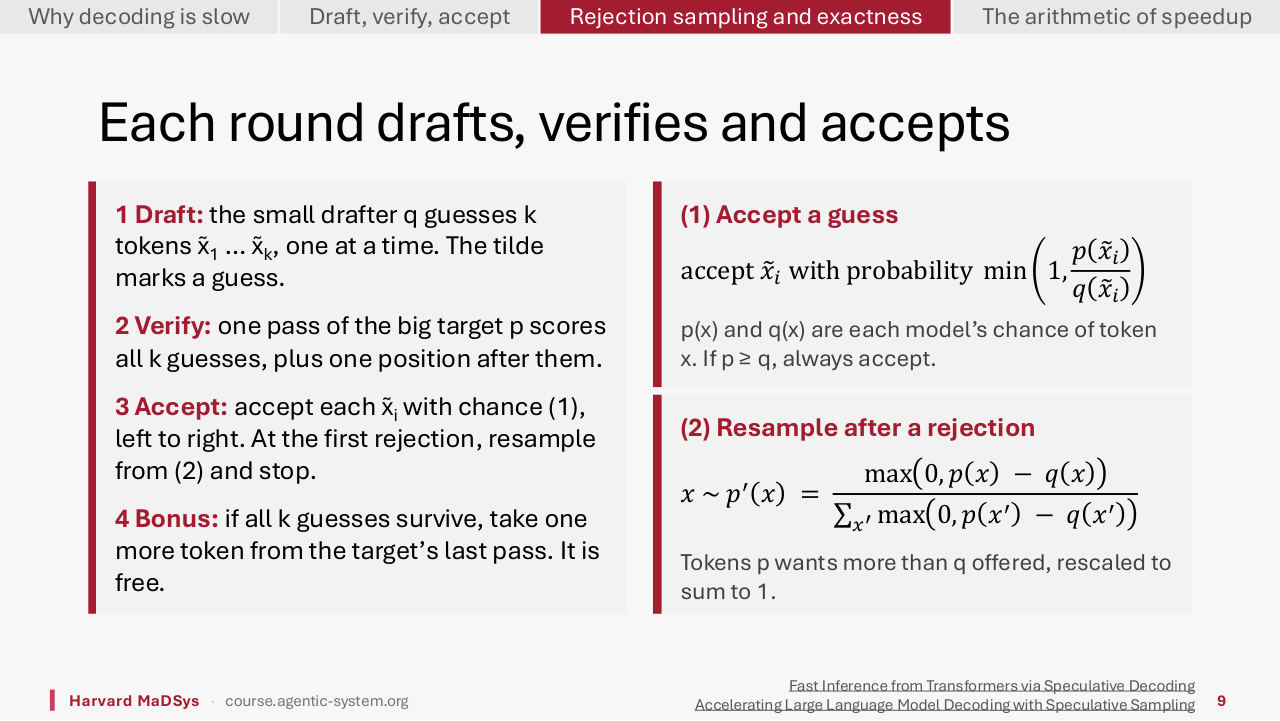 Why decoding is slow
Draft, verify, accept
Rejection sampling and exactness
The arithmetic of speedup
Each round drafts, verifies and accepts
1 Draft: the small drafter q guesses k
tokens x̃₁ … x̃ₖ, one at a time. The tilde
marks a guess.
2 Verify: one pass of the big target p scores
all k guesses, plus one position after them.
3 Accept: accept each x̃ᵢ with chance (1),
left to right. At the first rejection, resample
from (2) and stop.
4 Bonus: if all k guesses survive, take one
more token from the target’s last pass. It is
free.
(1) Accept a guess
accept x̃ᵢ with probability min(1, p(x̃ᵢ)/q(x̃ᵢ))
p(x) and q(x) are each model’s chance of token
x. If p ≥ q, always accept.
(2) Resample after a rejection
x ~ p′(x) = max(0, p(x) − q(x)) / ∑ₓ′ max(0, p(x′) − q(x′))
Tokens p wants more than q offered, rescaled to
sum to 1.
Harvard MaDSys · course.agentic-system.org
Fast Inference from Transformers via Speculative Decoding
Accelerating Large Language Model Decoding with Speculative Sampling
9